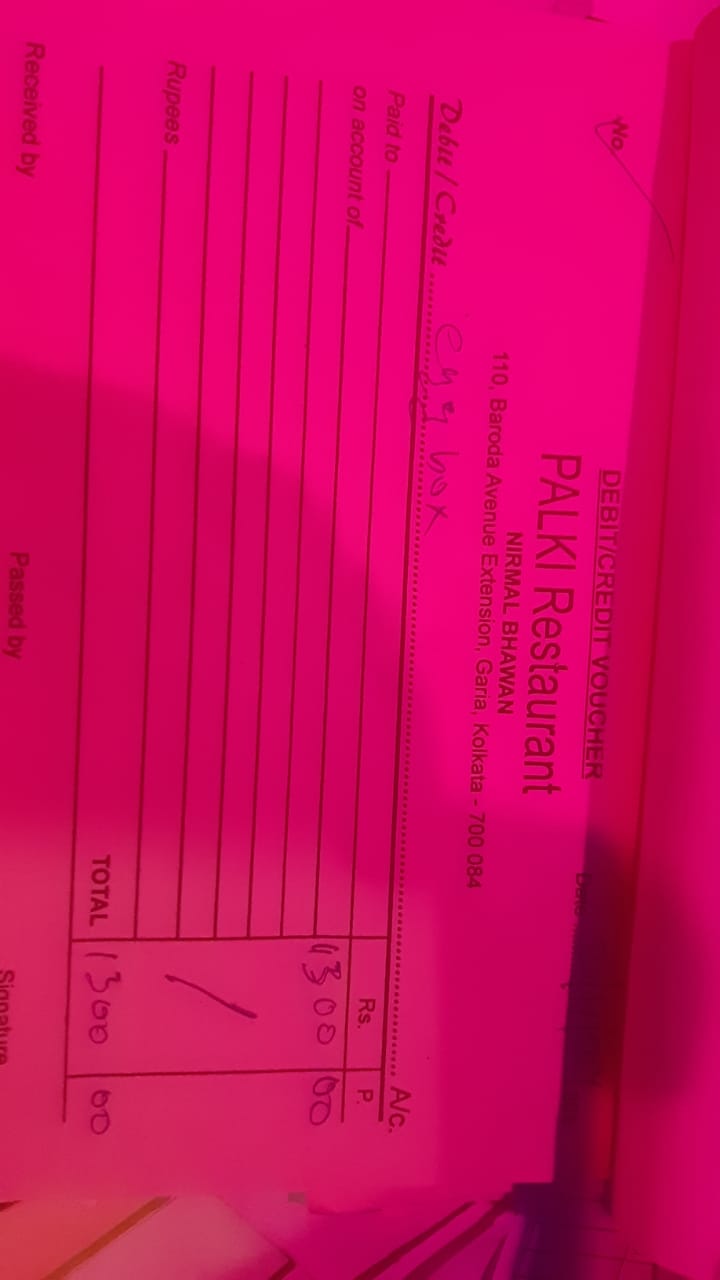 DEBIT/CREDIT VOUCHER
No.
Date
PALKI Restaurant
NIRMAL BHAWAN
110, Baroda Avenue Extension, Garia, Kolkata - 700 084
Debit / Credit box A/c.
Paid to
Rs. P.
on account of
1300 00
Rupees
TOTAL 1300 00
Received by Passed by Signature